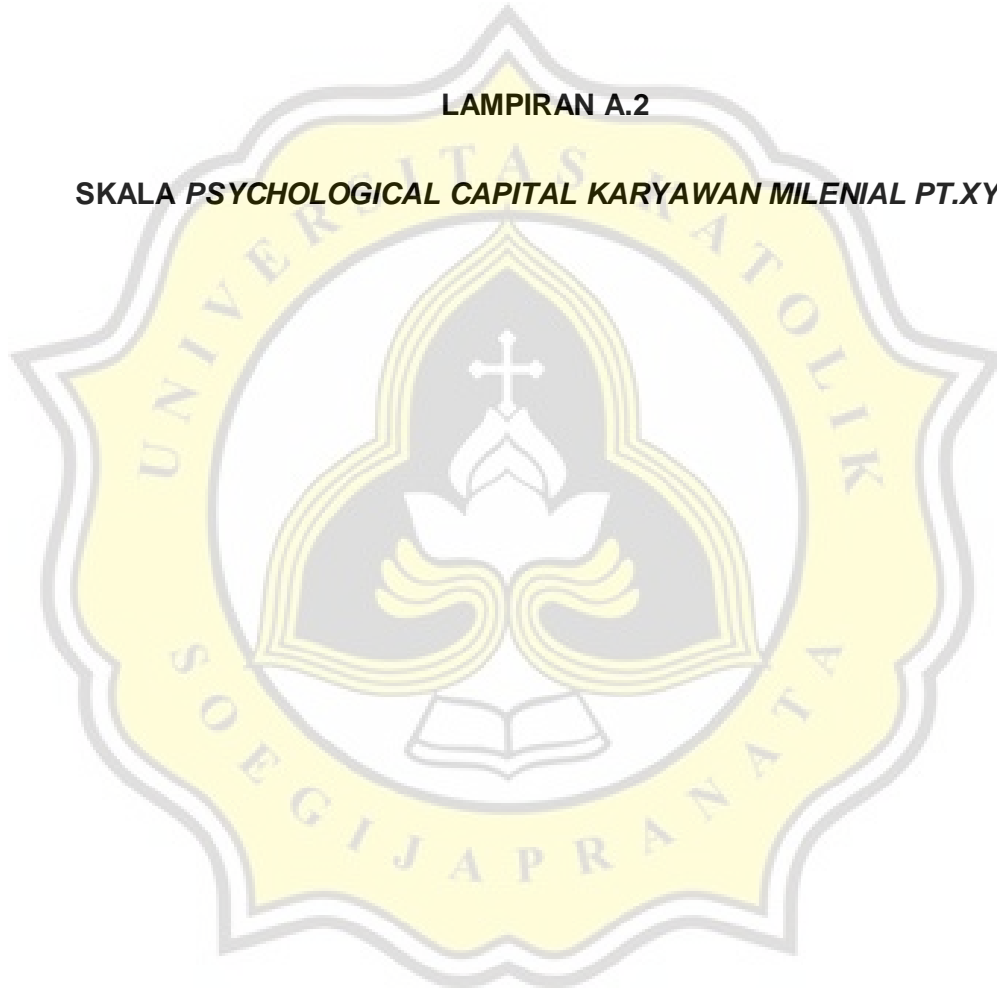 LAMPIRAN A.2
SKALA PSYCHOLOGICAL CAPITAL KARYAWAN MILENIAL PT.XY
UNIVERSITAS KATOLIK
SOEGIJAPRANATA